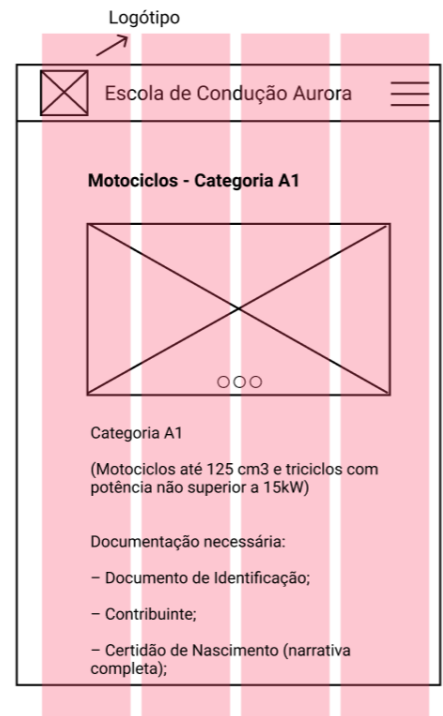 Logótipo
Escola de Condução Aurora
Motociclos - Categoria A1
Categoria A1
(Motociclos até 125 cm3 e triciclos com
potência não superior a 15kW)
Documentação necessária:
– Documento de Identificação;
– Contribuinte;
– Certidão de Nascimento (narrativa
completa);